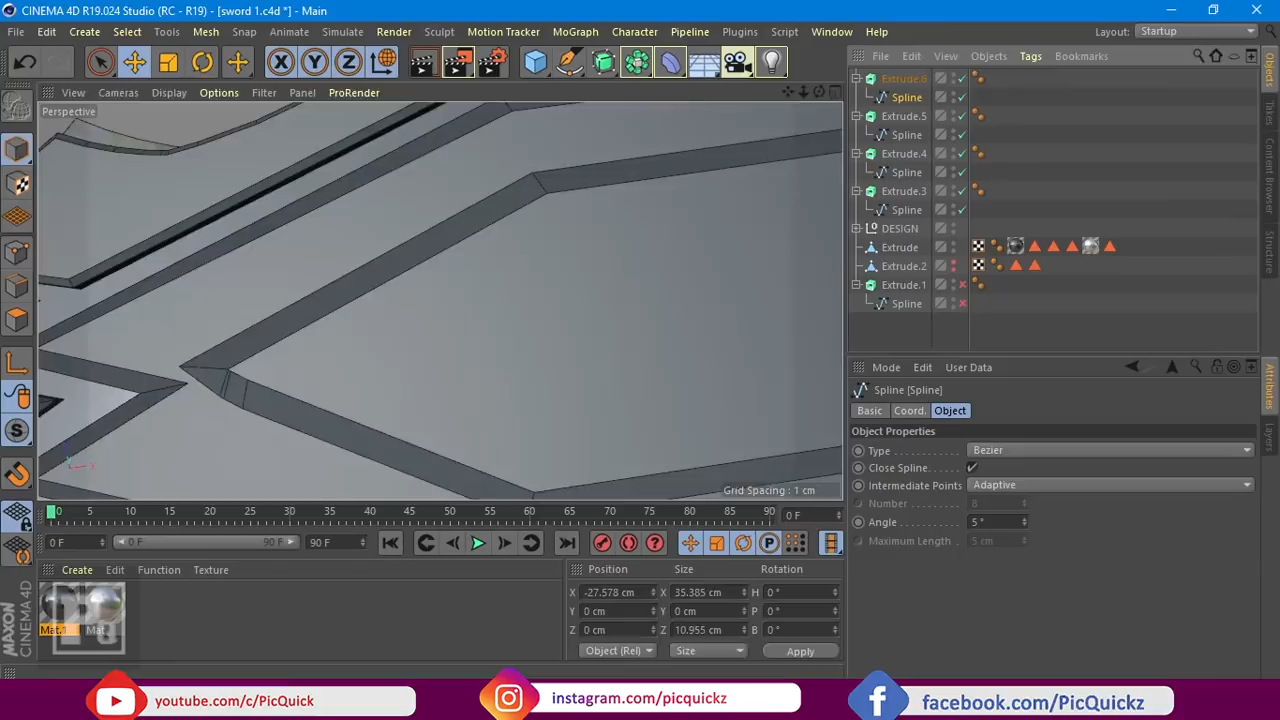 CINEMA 4D R19.024 Studio (RC - R19) - [sword 1.c4d *] - Main
File Edit Create Select Tools Mesh Snap Animate Simulate Render Sculpt Motion Tracker MoGraph Character Pipeline Plugins Script Window Help Layout: Startup
X Y Z
File Edit View Objects Tags Bookmarks
View Cameras Display Options Filter Panel ProRender
Perspective
Extrude.6
Spline
Extrude.5
Spline
Extrude.4
Spline
Extrude.3
Spline
DESIGN
Extrude
Extrude.2
Extrude.1
Spline
Objects
Takes
Content Browser
Structure
Mode Edit User Data
Spline [Spline]
Basic Coord. Object
Object Properties
Type Bezier
Close Spline
Intermediate Points Adaptive
Number 8
Angle 5 °
Maximum Length 5 cm
Attributes
Layers
Grid Spacing : 1 cm
0 5 10 15 20 25 30 35 40 45 50 55 60 65 70 75 80 85 90 0 F
0 F 0 F 90 F 90 F
Create Edit Function Texture
Mat.1 Mat
MAXON CINEMA 4D
Position Size Rotation
X -27.578 cm X 35.385 cm H 0 °
Y 0 cm Y 0 cm P 0 °
Z 0 cm Z 10.955 cm B 0 °
Object (Rel) Size Apply
youtube.com/c/PicQuick
instagram.com/picquickz
facebook.com/PicQuickz